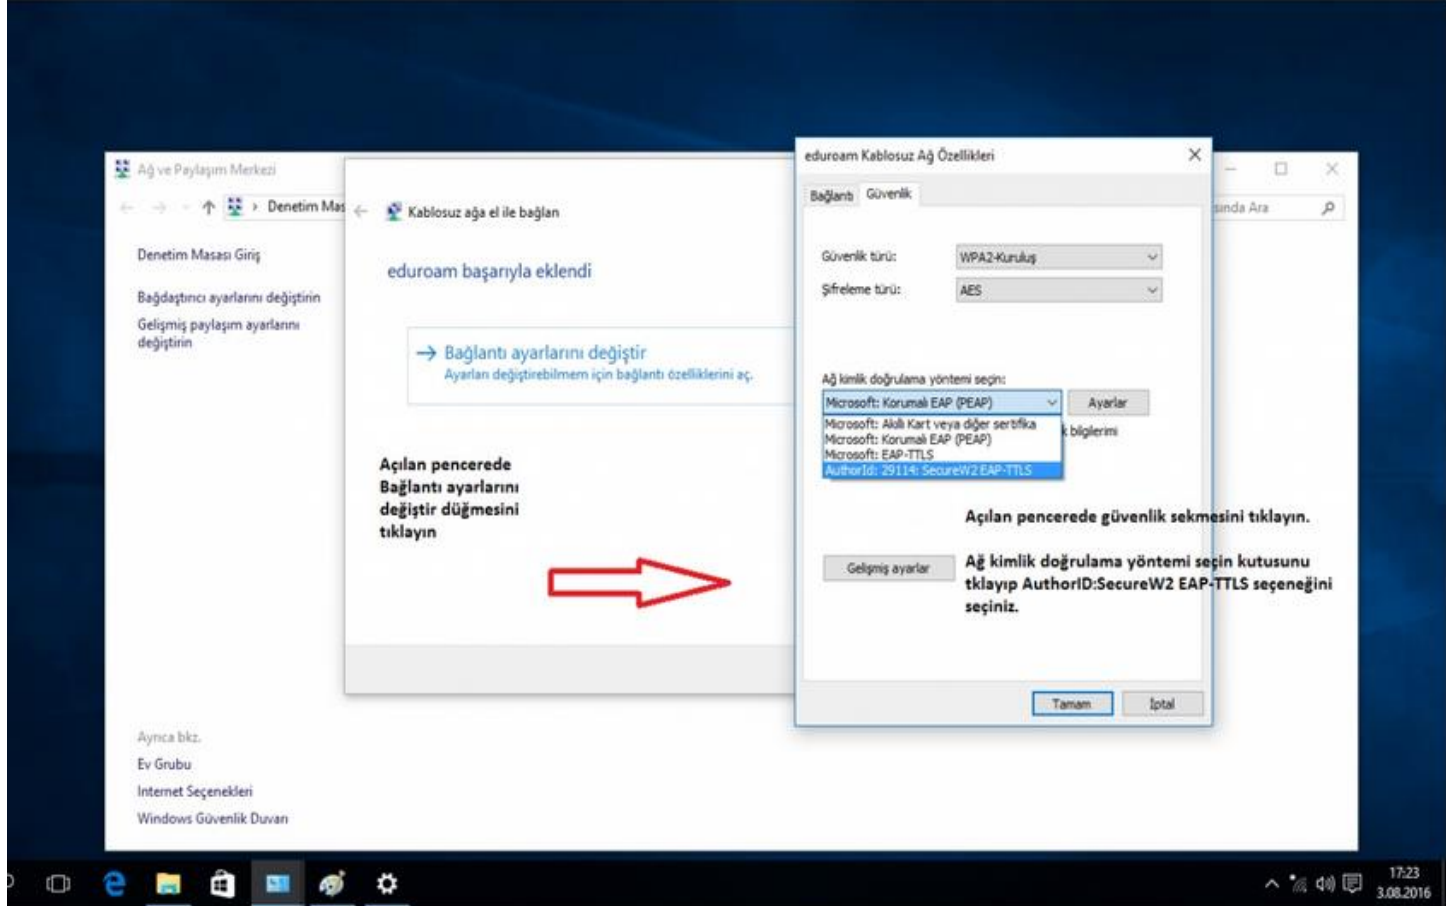 Ağ ve Paylaşım Merkezi
Denetim Mas
Denetim Masası Giriş
Bağdaştırıcı ayarlarını değiştirin
Gelişmiş paylaşım ayarlarını
değiştirin
Ayrıca bkz.
Ev Grubu
Internet Seçenekleri
Windows Güvenlik Duvarı
Kablosuz ağa el ile bağlan
eduroam başarıyla eklendi
Bağlantı ayarlarını değiştir
Ayarları değiştirebilmem için bağlantı özelliklerini aç.
Açılan pencerede
Bağlantı ayarlarını
değiştir düğmesini
tıklayın
eduroam Kablosuz Ağ Özellikleri
Bağlantı Güvenlik
Güvenlik türü: WPA2-Kuruluş
Şifreleme türü: AES
Ağ kimlik doğrulama yöntemi seçin:
Microsoft: Korumalı EAP (PEAP) Ayarlar
Microsoft: Akıllı Kart veya diğer sertifika
Microsoft: Korumalı EAP (PEAP)
k bilgilerimi
Microsoft: EAP-TTLS
AuthorId: 29114: SecureW2 EAP-TTLS
Açılan pencerede güvenlik sekmesini tıklayın.
Gelişmiş ayarlar
Ağ kimlik doğrulama yöntemi seçin kutusunu
tklayıp AuthorID:SecureW2 EAP-TTLS seçeneğini
seçiniz.
Tamam İptal
sında Ara
17:23
3.08.2016